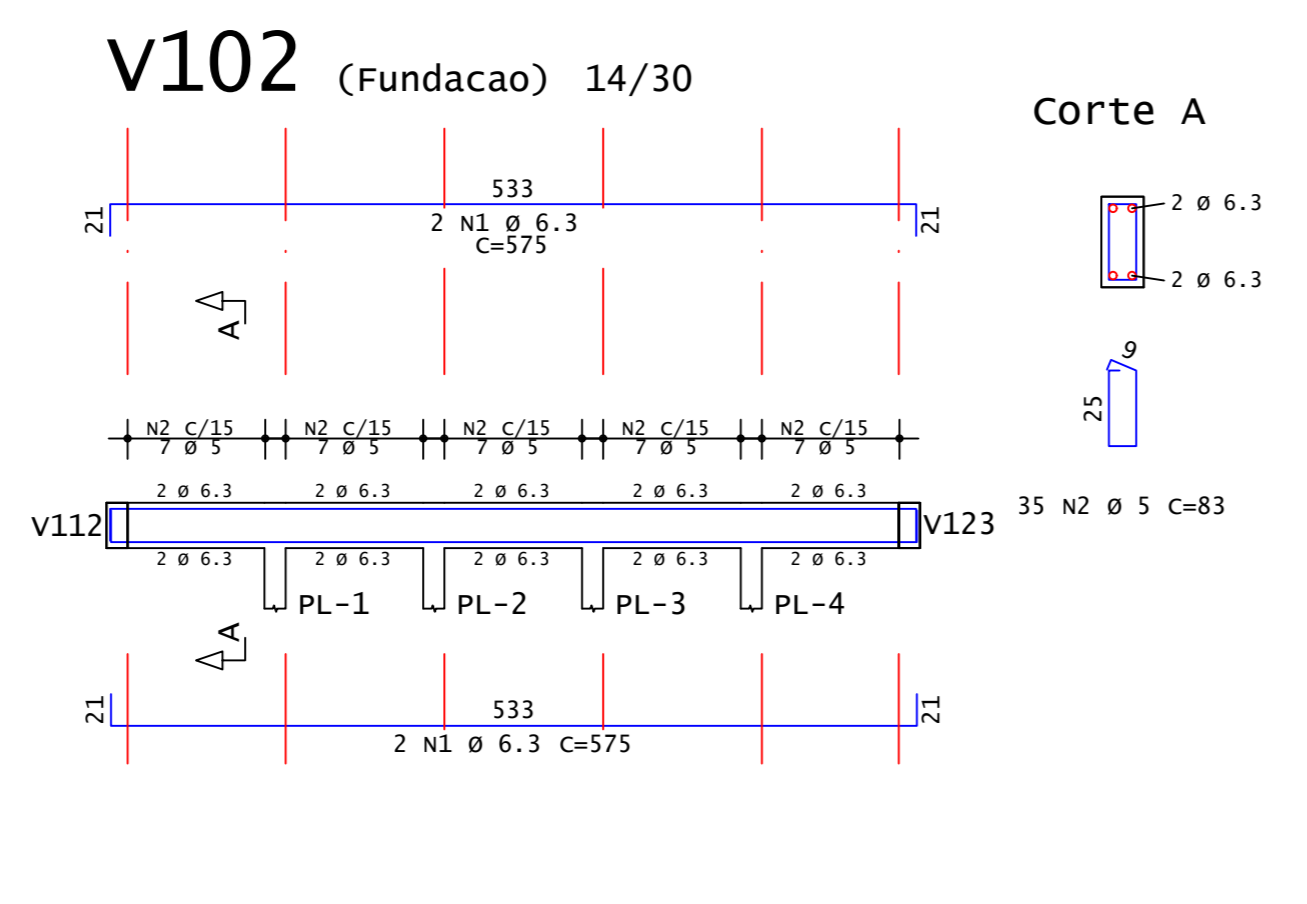 V102 (Fundacao) 14/30
Corte A
533
21
21
2 N1 Ø 6.3
C=575
2 Ø 6.3
2 Ø 6.3
A
9
25
N2 C/15 N2 C/15 N2 C/15 N2 C/15 N2 C/15
7 Ø 5 7 Ø 5 7 Ø 5 7 Ø 5 7 Ø 5
2 Ø 6.3 2 Ø 6.3 2 Ø 6.3 2 Ø 6.3 2 Ø 6.3
35 N2 Ø 5 C=83
V112 V123
2 Ø 6.3 2 Ø 6.3 2 Ø 6.3 2 Ø 6.3 2 Ø 6.3
PL-1 PL-2 PL-3 PL-4
A
533
21
21
2 N1 Ø 6.3 C=575